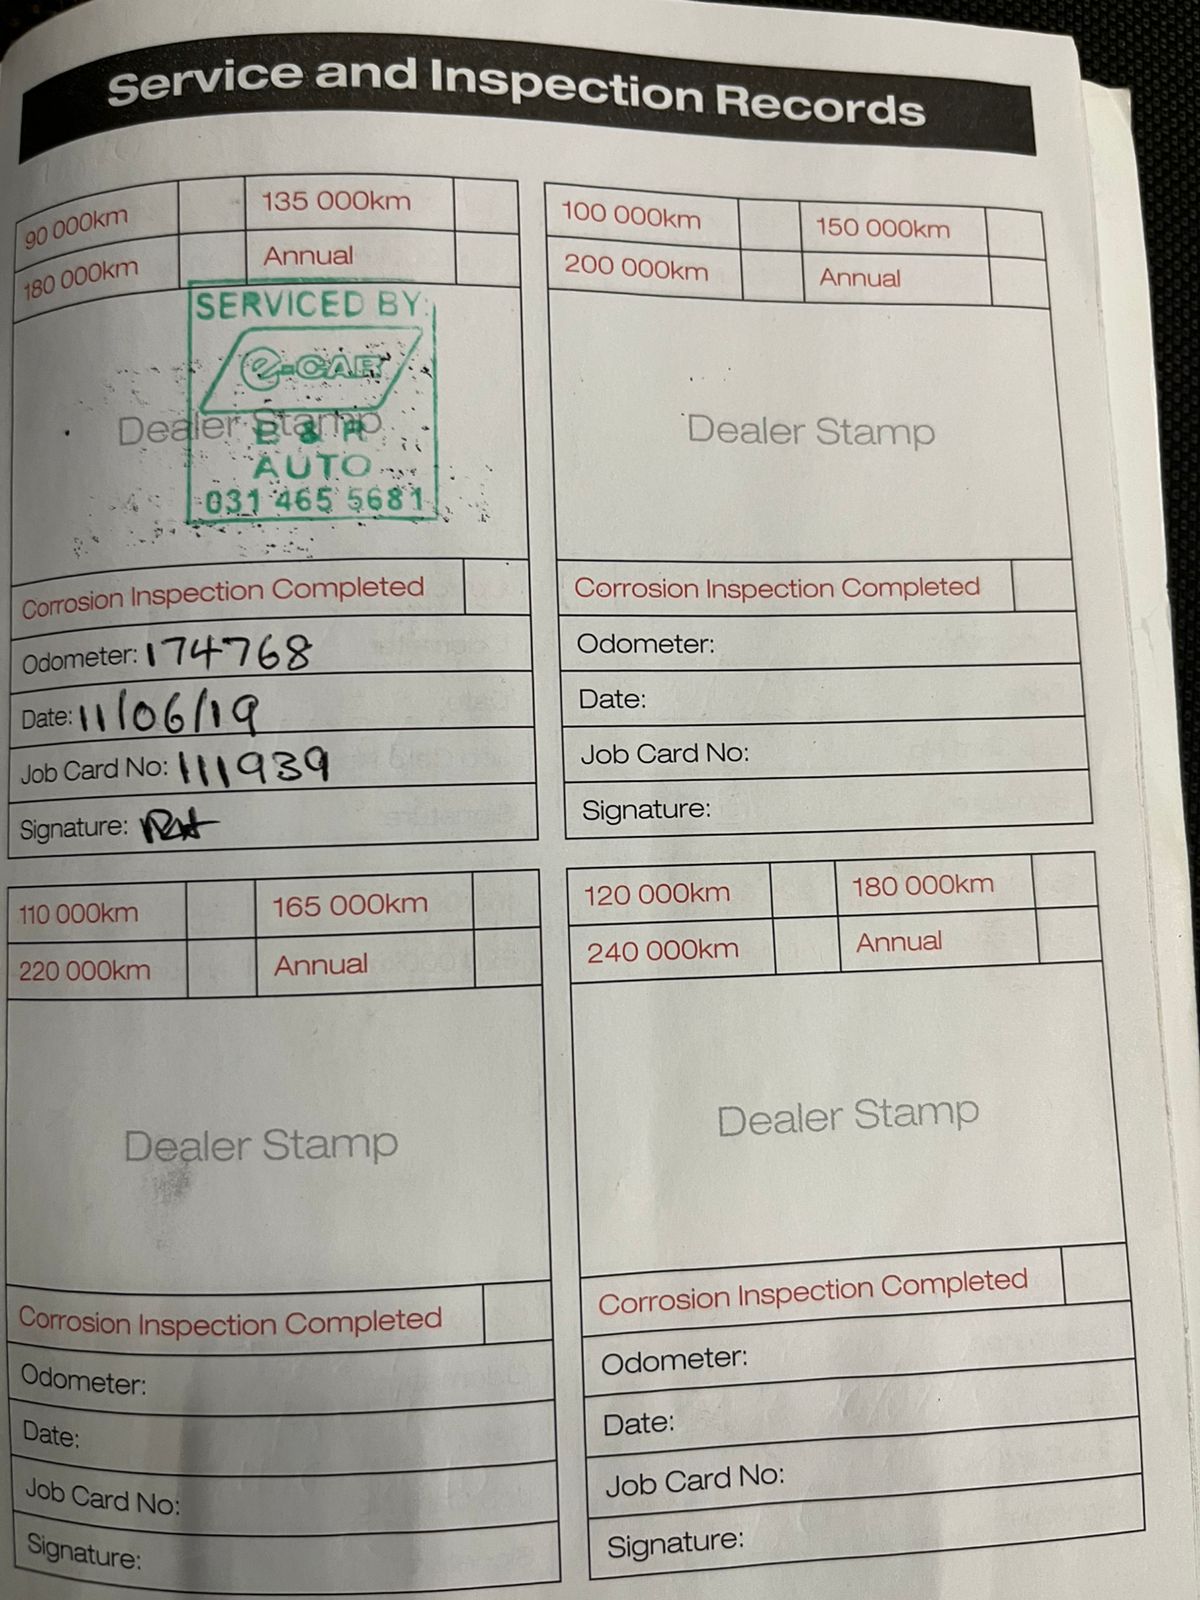 Service and Inspection Records
90 000km 135 000km
180 000km Annual
SERVICED BY:
e-CAR
Dealer Stamp
B & R
AUTO
031 465 5681
Corrosion Inspection Completed
Odometer: 174768
Date: 11/06/19
Job Card No: 111939
Signature:
100 000km 150 000km
200 000km Annual
Dealer Stamp
Corrosion Inspection Completed
Odometer:
Date:
Job Card No:
Signature:
110 000km 165 000km
220 000km Annual
Dealer Stamp
Corrosion Inspection Completed
Odometer:
Date:
Job Card No:
Signature:
120 000km 180 000km
240 000km Annual
Dealer Stamp
Corrosion Inspection Completed
Odometer:
Date:
Job Card No:
Signature: